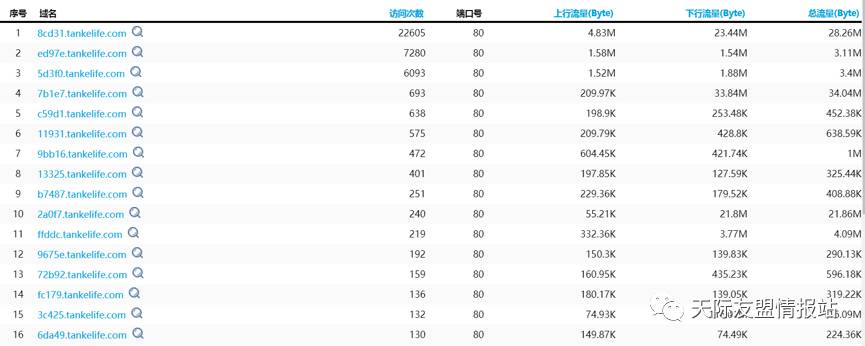 序号 域名 访问次数 端口号 上行流量(Byte) 下行流量(Byte) 总流量(Byte)
1 8cd31.tankelife.com 22605 80 4.83M 23.44M 28.26M
2 ed97e.tankelife.com 7280 80 1.58M 1.54M 3.11M
3 5d3f0.tankelife.com 6093 80 1.52M 1.88M 3.4M
4 7b1e7.tankelife.com 693 80 209.97K 33.84M 34.04M
5 c59d1.tankelife.com 638 80 198.9K 253.48K 452.38K
6 11931.tankelife.com 575 80 209.79K 428.8K 638.59K
7 9bb16.tankelife.com 472 80 604.45K 421.74K 1M
8 13325.tankelife.com 401 80 197.85K 127.59K 325.44K
9 b7487.tankelife.com 251 80 229.36K 179.52K 408.88K
10 2a0f7.tankelife.com 240 80 55.21K 21.8M 21.86M
11 ffddc.tankelife.com 219 80 332.36K 3.77M 4.09M
12 9675e.tankelife.com 192 80 150.3K 139.83K 290.13K
13 72b92.tankelife.com 159 80 160.95K 435.23K 596.18K
14 fc179.tankelife.com 136 80 180.17K 139.05K 319.22K
15 3c425.tankelife.com 132 80 74.93K
16 6da49.tankelife.com 130 80 149.87K 74.49K 224.36K
天际友盟情报站